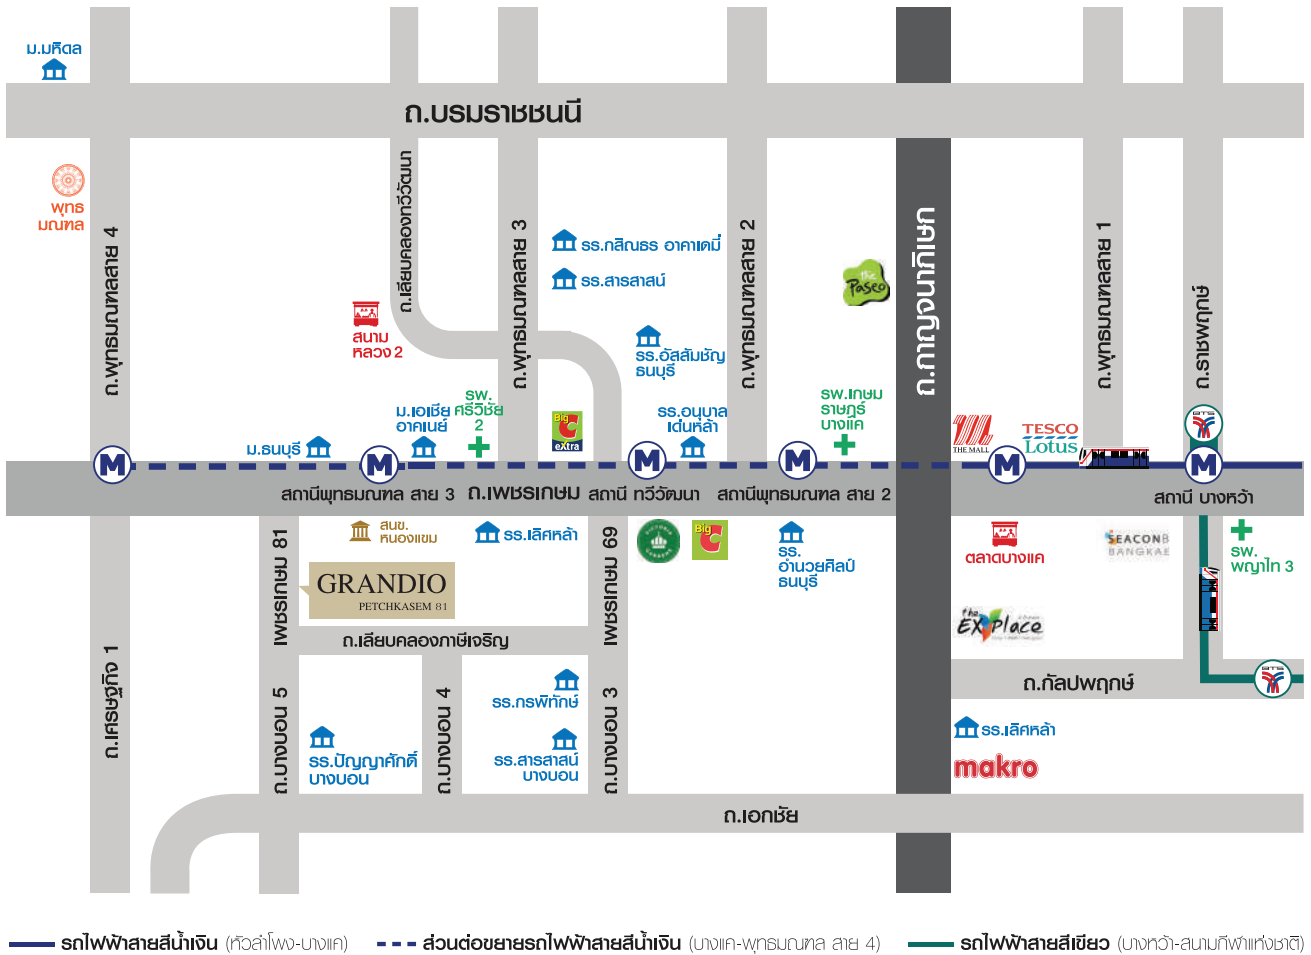 ม.มหิดล
ถ.บรมราชชนนี
พุทธ
มณฑล
ถ.พุทธมณฑลสาย 4
ถ.เลียบคลองทวีวัฒนา
ถ.พุทธมณฑลสาย 3
รร.กสิณธร อาคาเดมี่
รร.สารสาสน์
ถ.พุทธมณฑลสาย 2
the
Paseo
ถ.กาญจนาภิเษก
ถ.พุทธมณฑลสาย 1
ถ.ราชพฤกษ์
สนาม
หลวง 2
รร.อัสสัมชัญ
ธนบุรี
ม.ธนบุรี
ม.เอเชีย
อาคเนย์
รพ.
ศรีวิชัย
2
Big
C
eXtra
รร.อนุบาล
เด่นหล้า
รพ.เกษม
ราษฎร์
บางแค
M
THE MALL
TESCO
Lotus
BTS
M
M
M
M
M
M
สถานีพุทธมณฑล สาย 3
ถ.เพชรเกษม
สถานี ทวีวัฒนา
สถานีพุทธมณฑล สาย 2
สถานี บางหว้า
เพชรเกษม 81
สนข.
หนองแขม
รร.เลิศหล้า
เพชรเกษม 69
VICTORIA
GARDENS
Big
C
รร.
อำนวยศิลป์
ธนบุรี
ตลาดบางแค
SEACON
BANGKAE
รพ.
พญาไท 3
GRANDIO
PETCHKASEM 81
the
EXPlace
ถ.เลียบคลองภาษีเจริญ
ถ.เศรษฐกิจ 1
ถ.บางบอน 5
ถ.บางบอน 4
รร.กรพิทักษ์
ถ.บางบอน 3
ถ.กัลปพฤกษ์
BTS
รร.ปัญญาศักดิ์
บางบอน
รร.สารสาสน์
บางบอน
รร.เลิศหล้า
makro
ถ.เอกชัย
รถไฟฟ้าสายสีน้ำเงิน (หัวลำโพง-บางแค)
ส่วนต่อขยายรถไฟฟ้าสายสีน้ำเงิน (บางแค-พุทธมณฑล สาย 4)
รถไฟฟ้าสายสีเขียว (บางหว้า-สนามกีฬาแห่งชาติ)